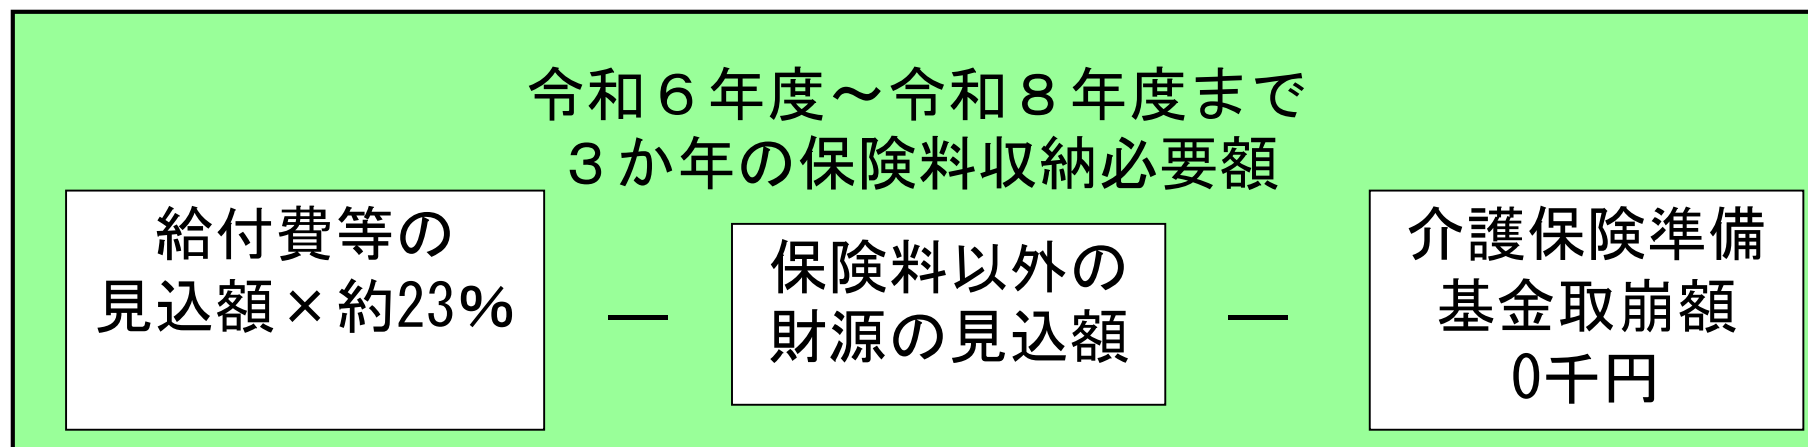 令和６年度～令和８年度まで
３か年の保険料収納必要額
給付費等の
見込額×約23%
―
保険料以外の
財源の見込額
―
介護保険準備
基金取崩額
0千円